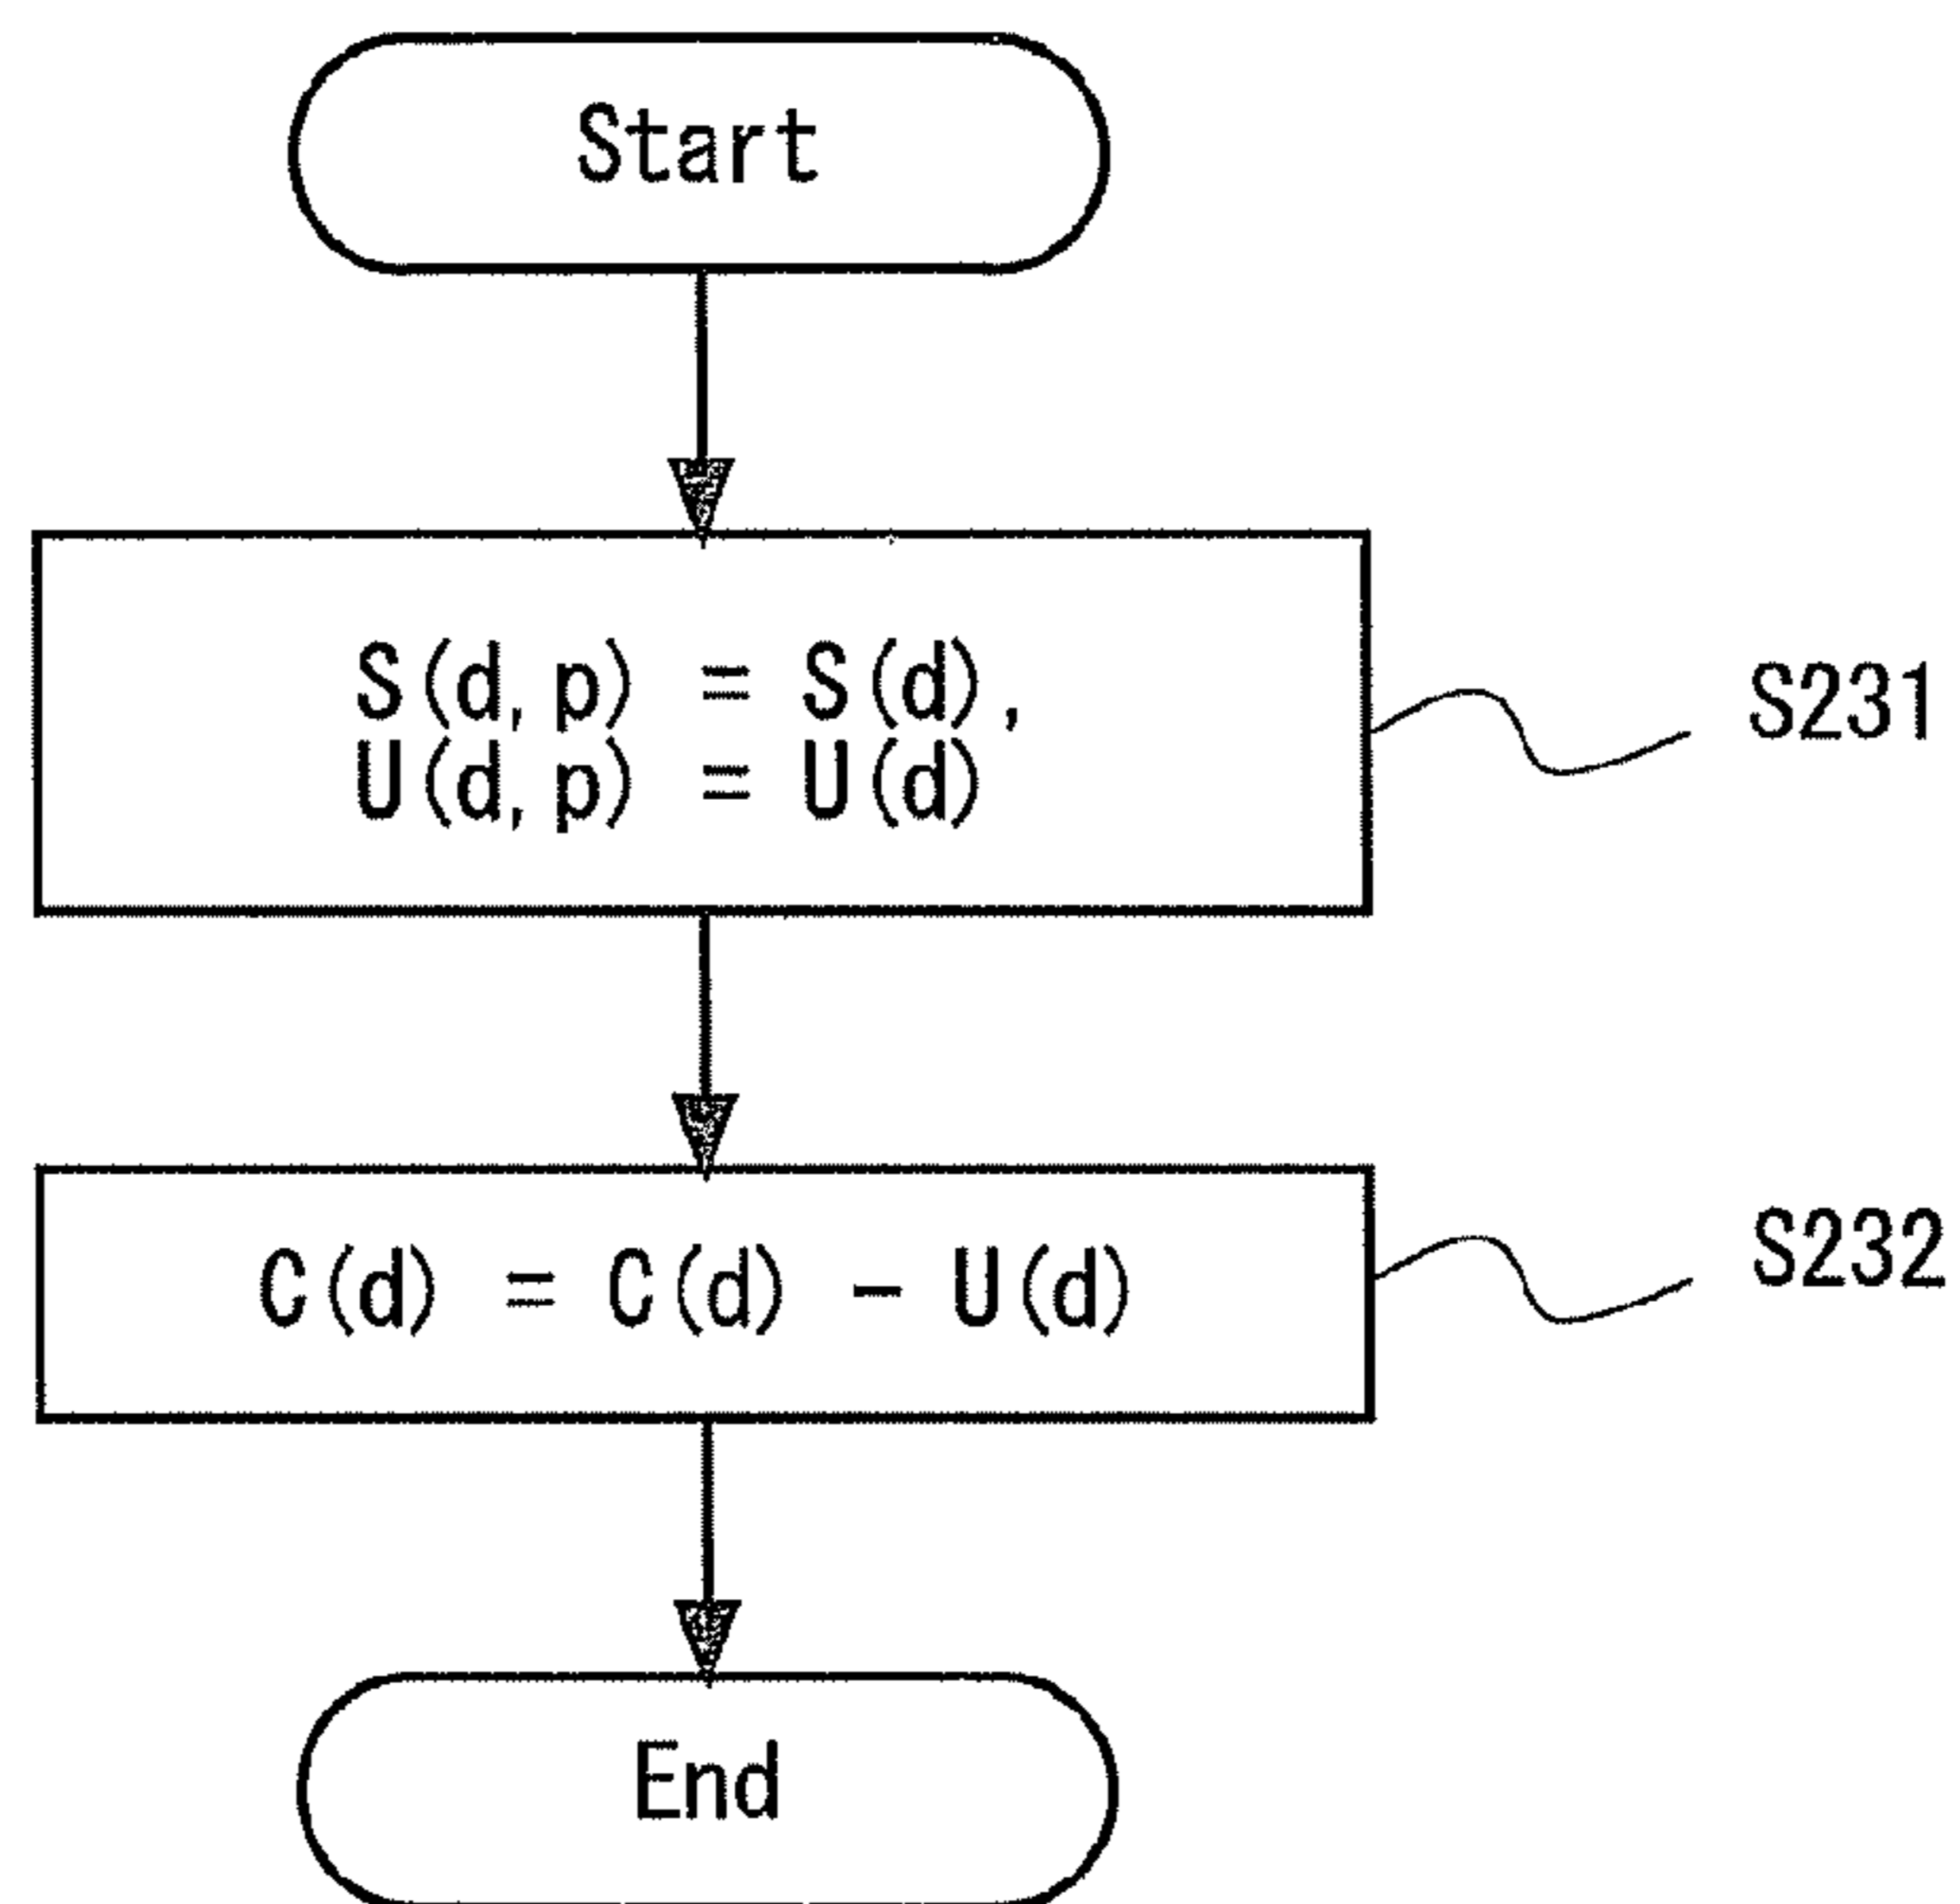 Start
S(d,p) = S(d),
U(d,p) = U(d)
S231
C(d) = C(d) - U(d)
S232
End